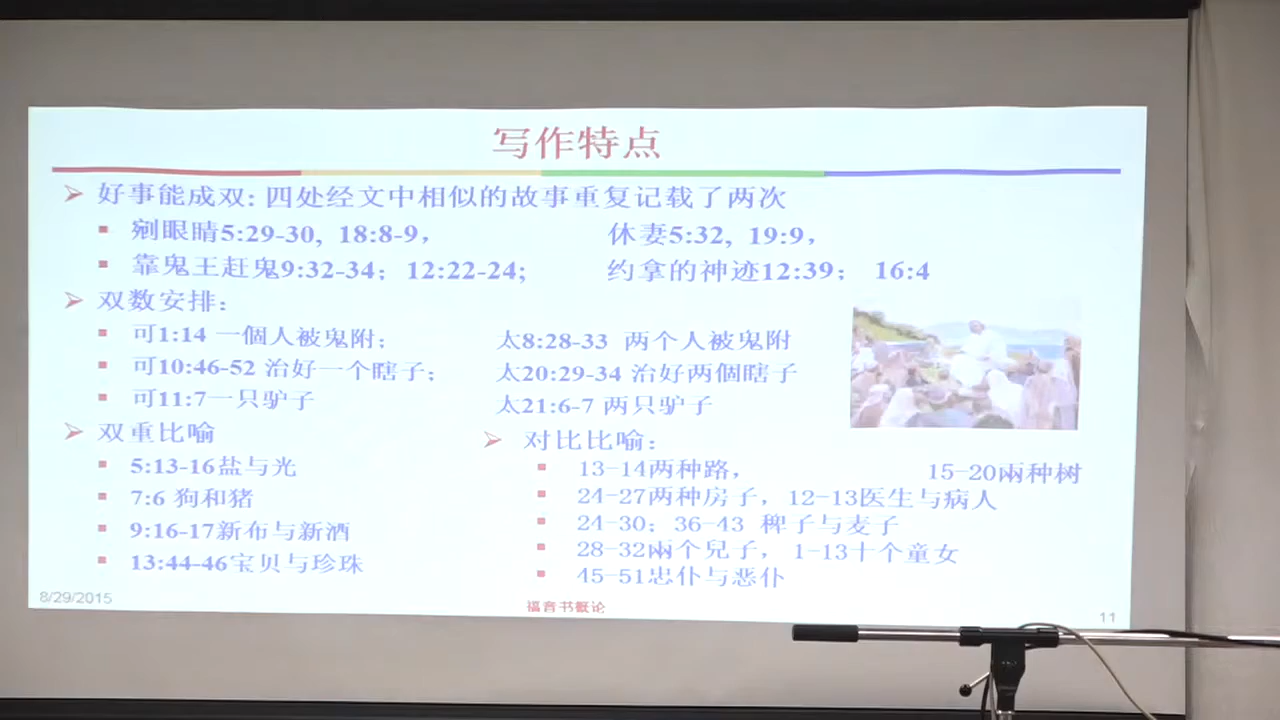 写作特点
好事能成双: 四处经文中相似的故事重复记载了两次
剜眼睛5:29-30, 18:8-9,
休妻5:32, 19:9,
靠鬼王赶鬼9:32-34; 12:22-24;
约拿的神迹12:39; 16:4
双数安排:
可1:14 一個人被鬼附;
太8:28-33 两个人被鬼附
可10:46-52 治好一个瞎子;
太20:29-34 治好两個瞎子
可11:7一只驴子
太21:6-7 两只驴子
双重比喻
5:13-16盐与光
7:6 狗和猪
9:16-17新布与新酒
13:44-46宝贝与珍珠
对比比喻:
13-14两种路,
15-20兩种树
24-27两种房子, 12-13医生与病人
24-30; 36-43 稗子与麦子
28-32兩个兒子, 1-13十个童女
45-51忠仆与恶仆
8/29/2015
福音书概论
11